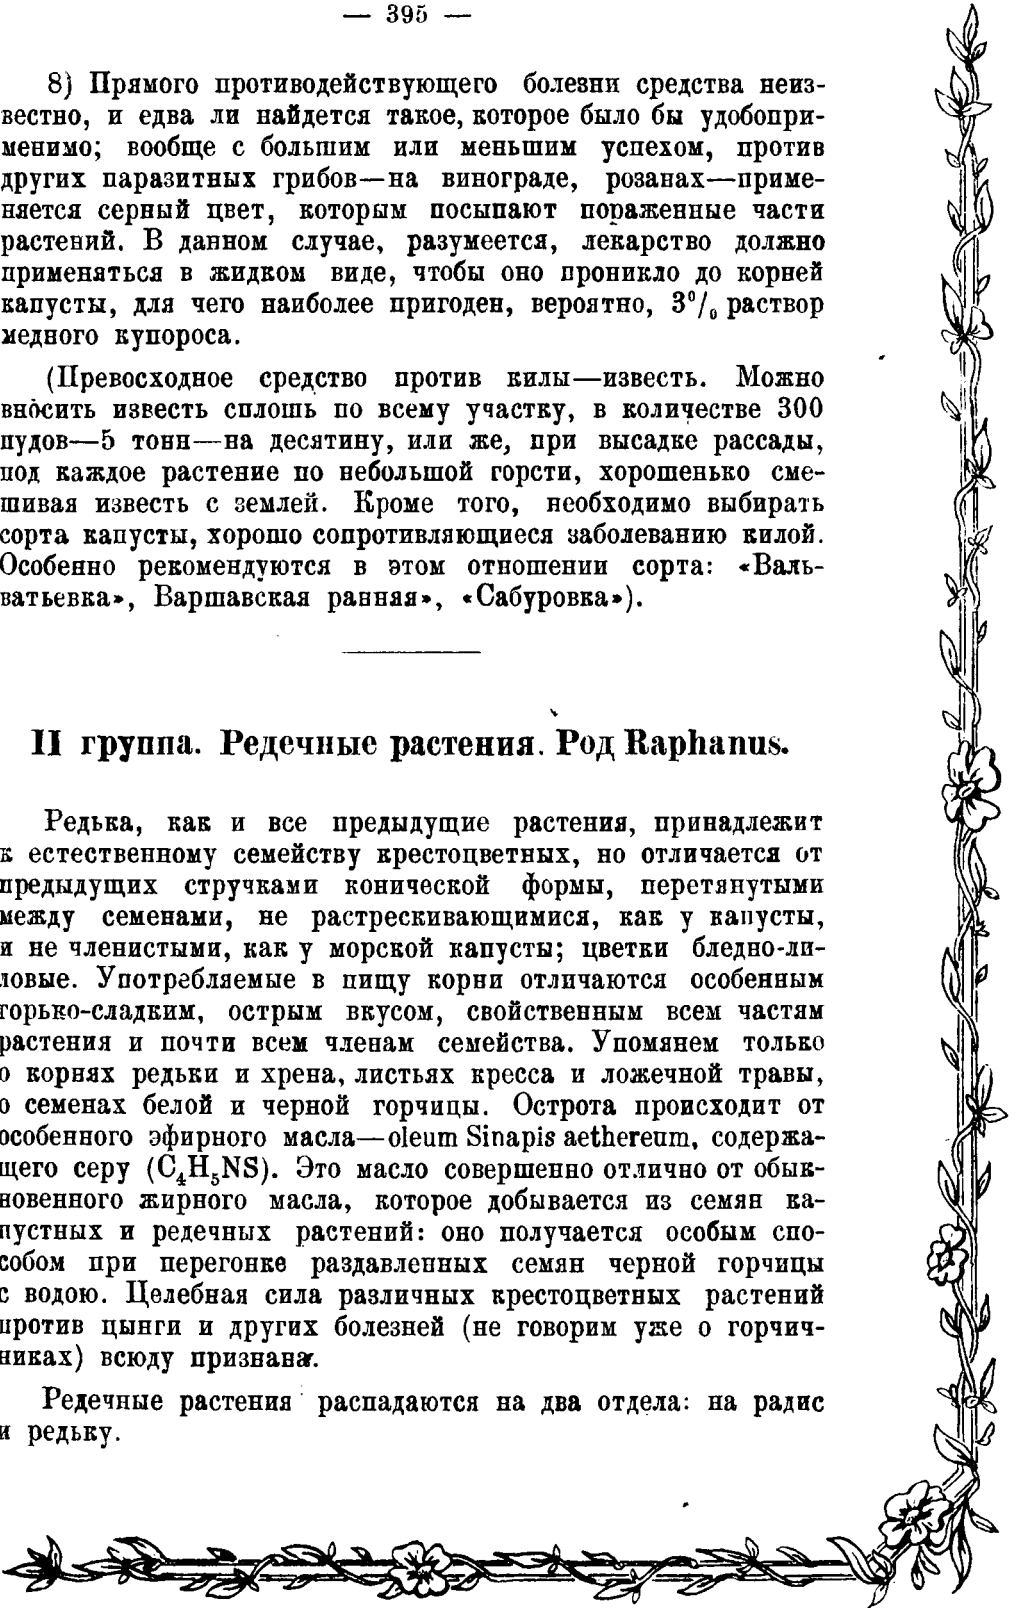 — 395 —
8) Прямого противодействующего болезни средства неиз-
вестно, и едва ли найдется такое, которое было бы удобопри-
менимо; вообще с большим или меньшим успехом, против
других паразитных грибов—на винограде, розанах—приме-
няется серный цвет, которым посыпают пораженные части
растений. В данном случае, разумеется, лекарство должно
применяться в жидком виде, чтобы оно проникло до корней
капусты, для чего наиболее пригоден, вероятно, 3% раствор
медного купороса.
(Превосходное средство против килы—известь. Можно
вносить известь сплошь по всему участку, в количестве 300
пудов—5 тонн—на десятину, или же, при высадке рассады,
под каждое растение по небольшой горсти, хорошенько сме-
шивая известь с землей. Кроме того, необходимо выбирать
сорта капусты, хорошо сопротивляющиеся заболеванию килой.
Особенно рекомендуются в этом отношении сорта: «Валь-
ватьевка», Варшавская ранняя», «Сабуровка»).
II группа. Редечные растения. Род Raphanus.
Редька, как и все предыдущие растения, принадлежит
к естественному семейству крестоцветных, но отличается от
предыдущих стручками конической формы, перетянутыми
между семенами, не растрескивающимися, как у капусты,
и не членистыми, как у морской капусты; цветки бледно-ли-
ловые. Употребляемые в пищу корни отличаются особенным
горько-сладким, острым вкусом, свойственным всем частям
растения и почти всем членам семейства. Упомянем только
о корнях редьки и хрена, листьях кресса и ложечной травы,
о семенах белой и черной горчицы. Острота происходит от
особенного эфирного масла—oleum Sinapis aethereum, содержа-
щего серу (C₄H₅NS). Это масло совершенно отлично от обык-
новенного жирного масла, которое добывается из семян ка-
пустных и редечных растений: оно получается особым спо-
собом при перегонке раздавленных семян черной горчицы
с водою. Целебная сила различных крестоцветных растений
против цынги и других болезней (не говорим уже о горчич-
никах) всюду признана.
Редечные растения распадаются на два отдела: на радис
и редьку.